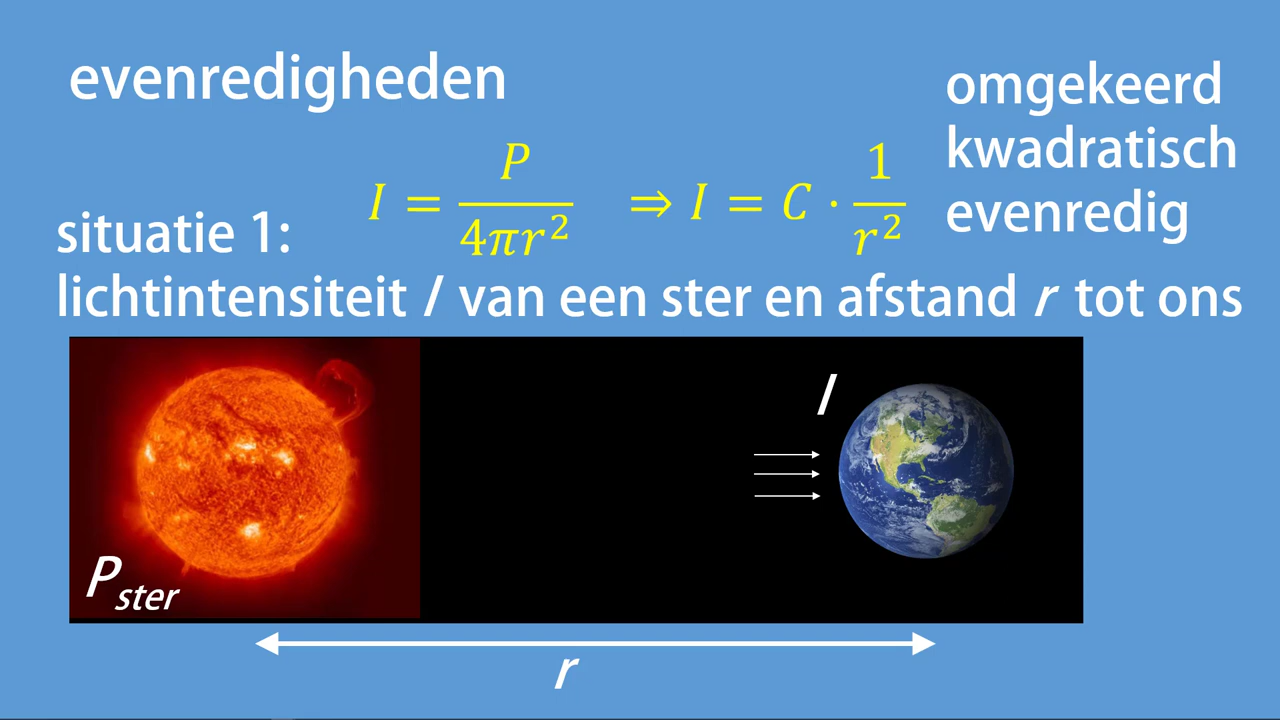 evenredigheden
omgekeerd
kwadratisch
evenredig
I = P / 4πr² ⇒ I = C · 1 / r²
situatie 1:
lichtintensiteit I van een ster en afstand r tot ons
I
P_ster
r